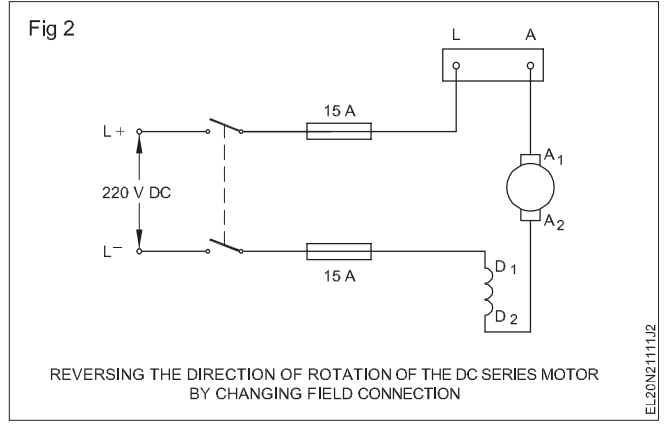 Fig 2
L A
15 A
L +
A1
220 V DC
A2
L–
15 A
D1
D2
REVERSING THE DIRECTION OF ROTATION OF THE DC SERIES MOTOR
BY CHANGING FIELD CONNECTION
EL20N21111J2